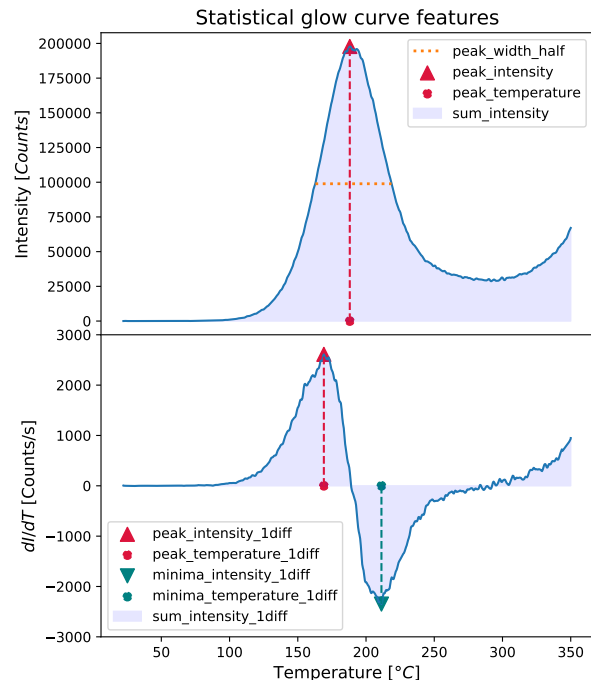 Statistical glow curve features
Intensity [Counts]
200000
175000
150000
125000
100000
75000
50000
25000
0
peak_width_half
peak_intensity
peak_temperature
sum_intensity
dI/dT [Counts/s]
3000
2000
1000
0
−1000
−2000
−3000
peak_intensity_1diff
peak_temperature_1diff
minima_intensity_1diff
minima_temperature_1diff
sum_intensity_1diff
50 100 150 200 250 300 350
Temperature [°C]